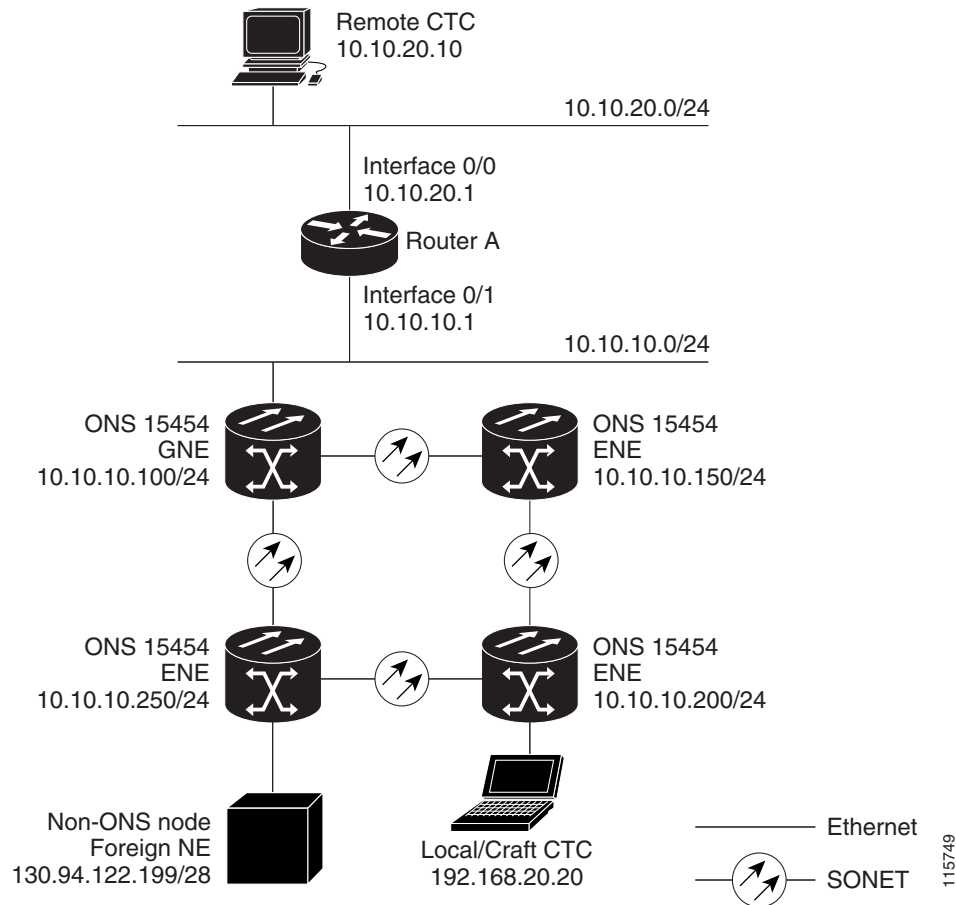 Remote CTC
10.10.20.10
10.10.20.0/24
Interface 0/0
10.10.20.1
Router A
Interface 0/1
10.10.10.1
10.10.10.0/24
ONS 15454
GNE
10.10.10.100/24
ONS 15454
ENE
10.10.10.150/24
ONS 15454
ENE
10.10.10.250/24
ONS 15454
ENE
10.10.10.200/24
Non-ONS node
Foreign NE
130.94.122.199/28
Local/Craft CTC
192.168.20.20
Ethernet
SONET
115749